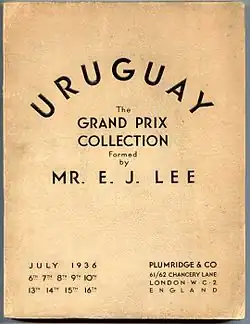 URUGUAY
The
GRAND PRIX
COLLECTION
Formed
by
MR. E. J. LEE
JULY 1936
6TH 7TH 8TH 9TH 10TH
13TH 14TH 15TH 16TH
PLUMRIDGE & CO
61/62 CHANCERY LANE
LONDON·W·C·2
ENGLAND